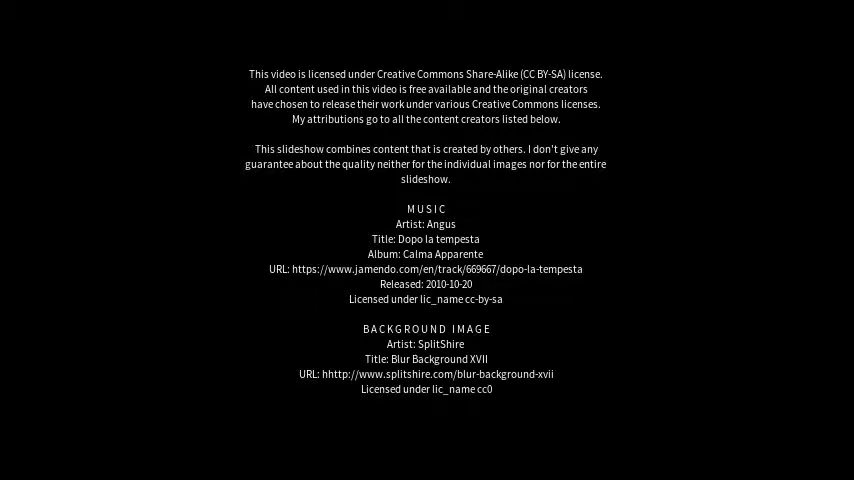 This video is licensed under Creative Commons Share-Alike (CC BY-SA) license.
All content used in this video is free available and the original creators
have chosen to release their work under various Creative Commons licenses.
My attributions go to all the content creators listed below.
This slideshow combines content that is created by others. I don't give any
guarantee about the quality neither for the individual images nor for the entire
slideshow.
MUSIC
Artist: Angus
Title: Dopo la tempesta
Album: Calma Apparente
URL: https://www.jamendo.com/en/track/669667/dopo-la-tempesta
Released: 2010-10-20
Licensed under lic_name cc-by-sa
BACKGROUND IMAGE
Artist: SplitShire
Title: Blur Background XVII
URL: hhttp://www.splitshire.com/blur-background-xvii
Licensed under lic_name cc0